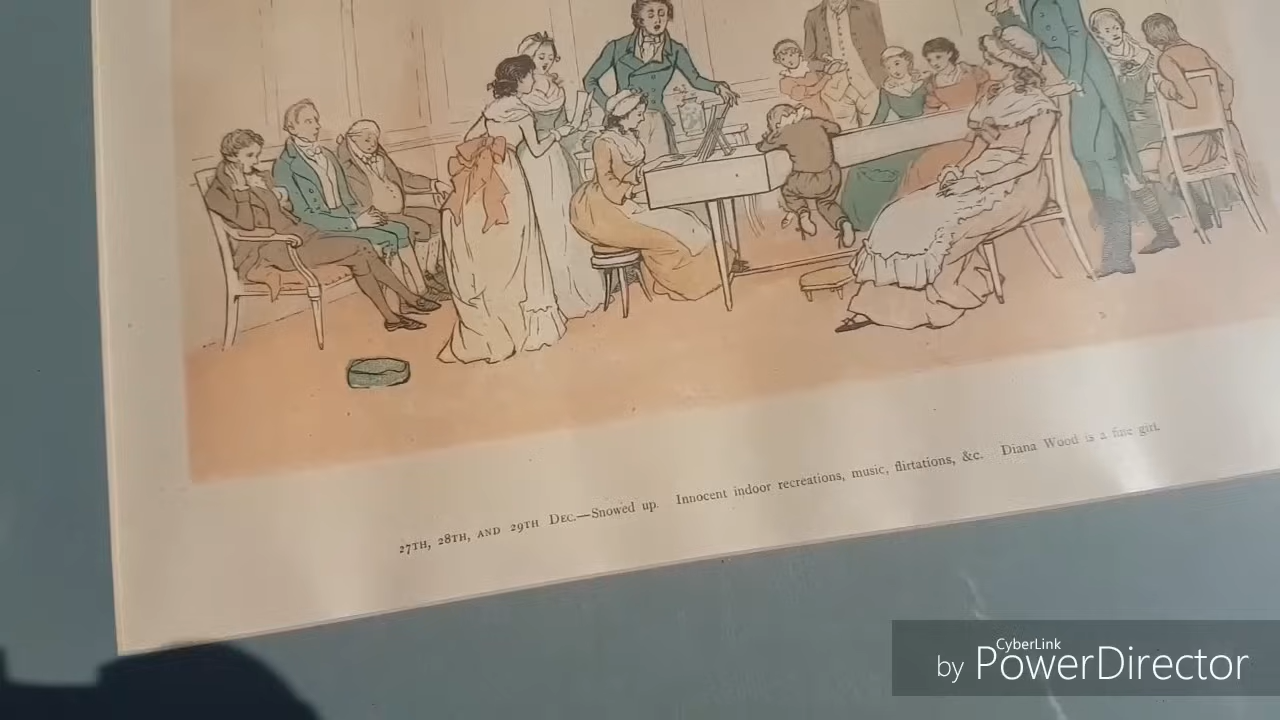 27TH, 28TH, AND 29TH DEC.—Snowed up. Innocent indoor recreations, music, flirtations, &c. Diana Wood is a fine girl.
CyberLink
by PowerDirector